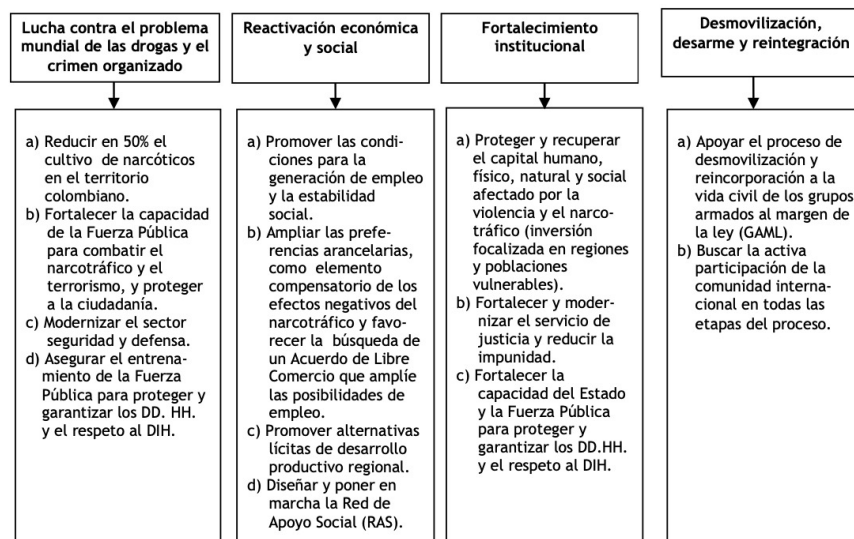 Lucha contra el problema
mundial de las drogas y el
crimen organizado
a) Reducir en 50% el
cultivo de narcóticos
en el territorio
colombiano.
b) Fortalecer la capacidad
de la Fuerza Pública
para combatir el
narcotráfico y el
terrorismo, y proteger
a la ciudadanía.
c) Modernizar el sector
seguridad y defensa.
d) Asegurar el entrena-
miento de la Fuerza
Pública para proteger y
garantizar los DD. HH.
y el respeto al DIH.
Reactivación económica
y social
a) Promover las condi-
ciones para la
generación de empleo
y la estabilidad
social.
b) Ampliar las prefe-
rencias arancelarias,
como elemento
compensatorio de los
efectos negativos del
narcotráfico y favo-
recer la búsqueda de
un Acuerdo de Libre
Comercio que amplíe
las posibilidades de
empleo.
c) Promover alternativas
lícitas de desarrollo
productivo regional.
d) Diseñar y poner en
marcha la Red de
Apoyo Social (RAS).
Fortalecimiento
institucional
a) Proteger y recuperar
el capital humano,
físico, natural y social
afectado por la
violencia y el narco-
tráfico (inversión
focalizada en regiones
y poblaciones
vulnerables).
b) Fortalecer y moder-
nizar el servicio de
justicia y reducir la
impunidad.
c) Fortalecer la
capacidad del Estado
y la Fuerza Pública
para proteger y
garantizar los DD.HH.
y el respeto al DIH.
Desmovilización,
desarme y reintegración
a) Apoyar el proceso de
desmovilización y
reincorporación a la
vida civil de los grupos
armados al margen de
la ley (GAML).
b) Buscar la activa
participación de la
comunidad interna-
cional en todas las
etapas del proceso.